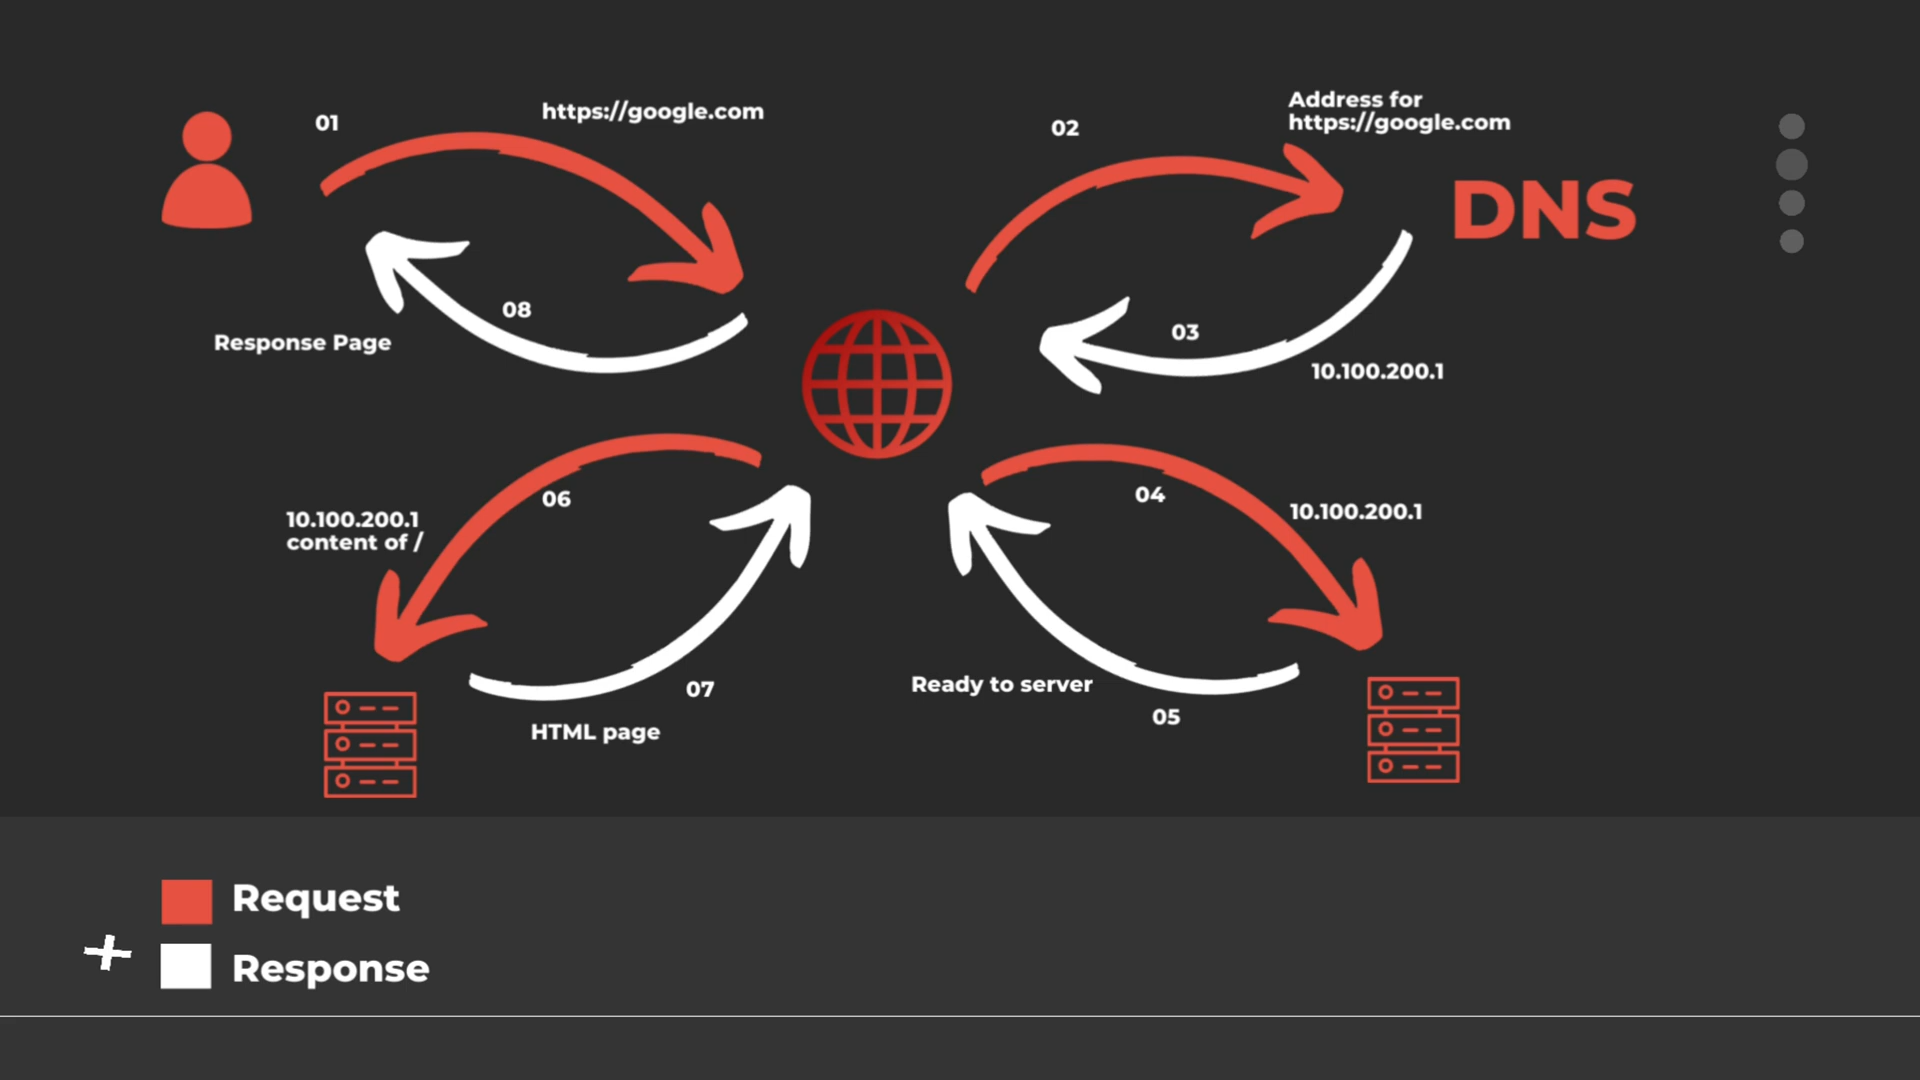 01
https://google.com
02
Address for
https://google.com
DNS
08
Response Page
03
10.100.200.1
06
10.100.200.1
content of /
04
10.100.200.1
07
HTML page
Ready to server
05
Request
Response